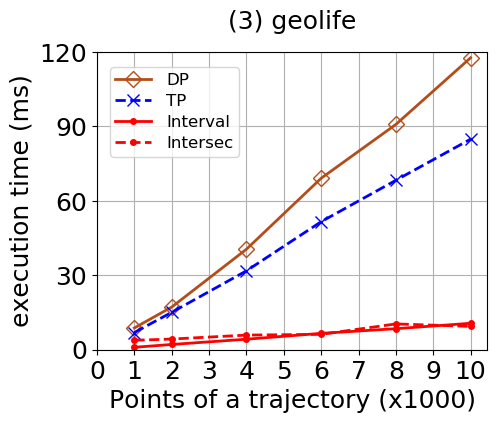 (3) geolife
execution time (ms)
120
90
60
30
0
DP
TP
Interval
Intersec
0 1 2 3 4 5 6 7 8 9 10
Points of a trajectory (x1000)